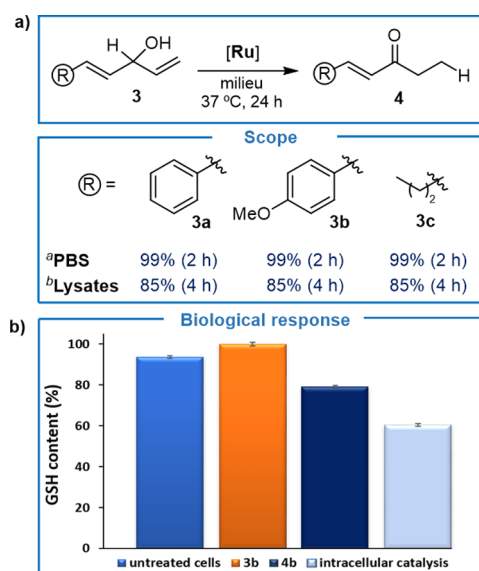 a)
H OH
R
3
[Ru]
milieu
37 ºC, 24 h
O
R
H
4
Scope
R =
3a
MeO
3b
( )2
3c
aPBS 99% (2 h) 99% (2 h) 99% (2 h)
bLysates 85% (4 h) 85% (4 h) 85% (4 h)
b) Biological response
GSH content (%)
100
80
60
40
20
0
untreated cells 3b 4b intracellular catalysis